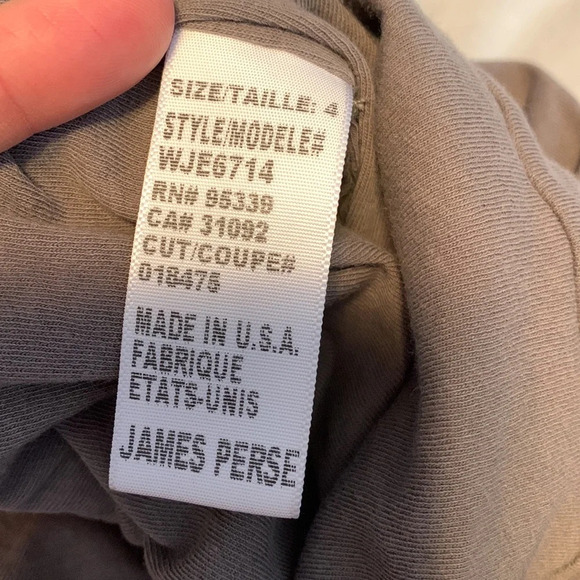 SIZE/TAILLE: 4
STYLE/MODELE#
WJE6714
RN# 95339
CA# 31092
CUT/COUPE#
018475
MADE IN U.S.A.
FABRIQUE
ETATS-UNIS
JAMES PERSE